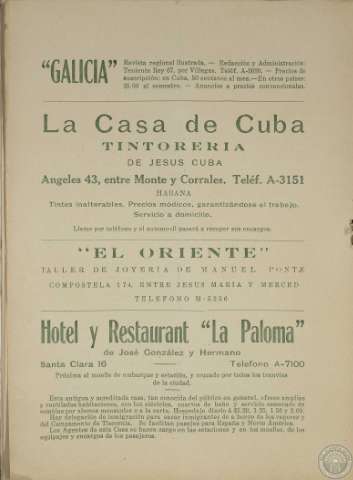 "GALICIA"
Revista regional ilustrada. — Redacción y Administración:
Teniente Rey 67, por Villegas. Teléf. — Precios de
suscripción: en Cuba, 50 centavos al mes.—En otros países:
al semestre. — Anuncios a precios convencionales.
La Casa de Cuba
TINTORERIA
DE JESUS CUBA
Angeles 43, entre Monte y Corrales. Teléf. A-3151
HABANA
Tintes inalterables. Precios módicos, garantizándose el trabajo.
Servicio a domicilio.
Llame por teléfono y el automóvil pasará a recoger sus encargos.
"EL ORIENTE"
TALLER DE JOYERIA DE MANUEL PONTE
COMPOSTELA 174, ENTRE JESUS MARIA Y MERCED
TELEFONO M-5256
Hotel y Restaurant "La Paloma"
de José González y Hermano
Santa Clara 16 Telefono A-7100
Próxima al muelle de embarque y estación, y cruzado por todos los tranvías
de la ciudad.
Esta antigua y acreditada casa, tan conocida del público en general, ofrece amplias
y ventiladas habitaciones, con luz eléctrica, cuartos de baño y servicio esmerado de
comidas por abonos mensuales o a la carta. Hospedaje diario a
Hay delegación de inmigración para sacar inmigrantes de a bordo de los vapores y
del Campamento de Tiscornia. Se facilitan pasajes para España y Norte América.
Los Agentes de esta Casa se hacen cargo en las estaciones y en los muelles, de los
equipajes y encargos de los pasajeros.